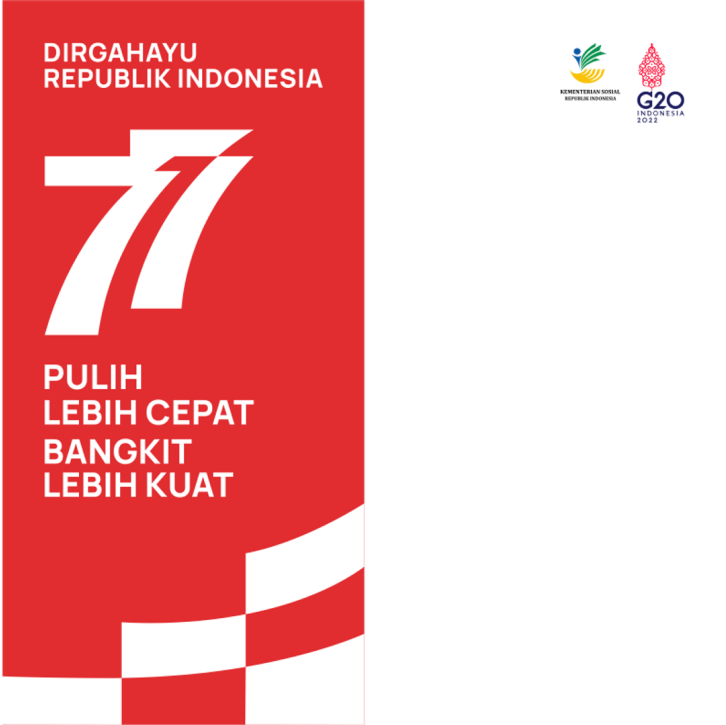 DIRGAHAYU
REPUBLIK INDONESIA
77
PULIH
LEBIH CEPAT
BANGKIT
LEBIH KUAT
KEMENTERIAN SOSIAL
REPUBLIK INDONESIA
G20
INDONESIA
2022